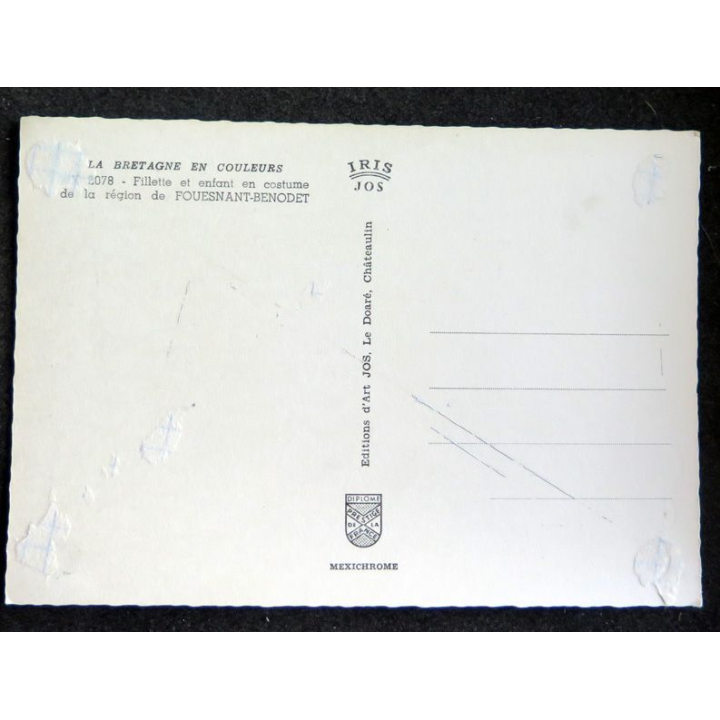 LA BRETAGNE EN COULEURS
2078 - Fillette et enfant en costume
de la région de FOUESNANT-BENODET
IRIS
JOS
Editions d'Art JOS, Le Doaré, Châteaulin
DIPLOME
PRESTIGE
DE LA
FRANCE
MEXICHROME